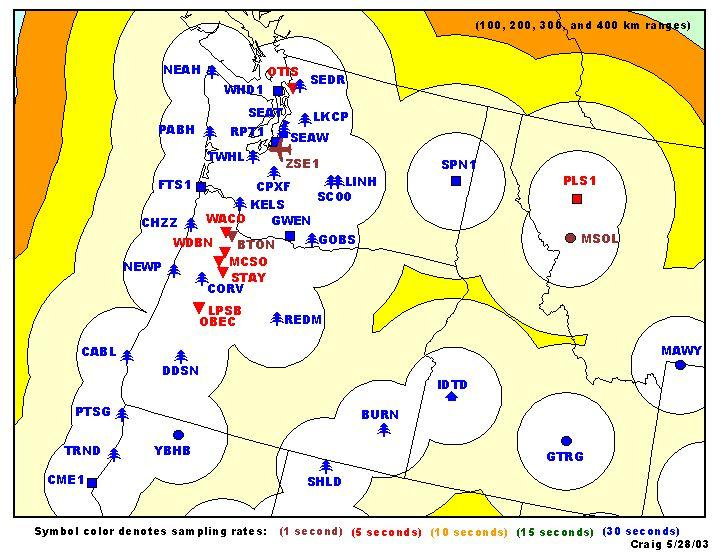 (100, 200, 300, and 400 km ranges)
NEAH
OTIS
SEDR
WHD1
SEAT
LKCP
PABH
RPT1
SEAW
TWHL
ZSE1
SPN1
FTS1
CPXF
LINH
SC00
PLS1
KELS
CHZZ
WACO
GWEN
WDBN
BTON
GOBS
MSOL
NEWP
MCSO
STAY
CORV
LPSB
OBEC
REDM
CABL
DDSN
MAWY
IDTD
PTSG
BURN
TRND
YBHB
GTRG
CME1
SHLD
Symbol color denotes sampling rates: (1 second) (5 seconds) (10 seconds) (15 seconds) (30 seconds)
Craig 5/28/03